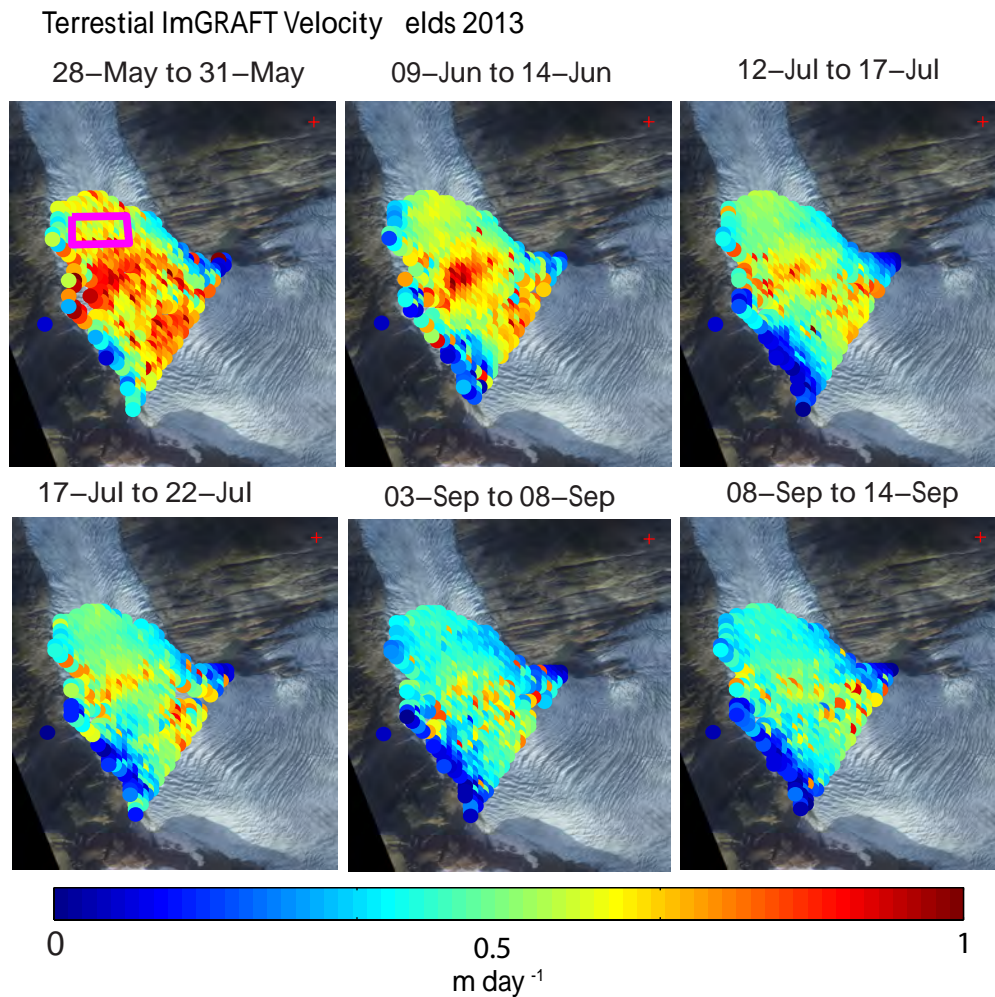 Terrestial ImGRAFT Velocity elds 2013
28–May to 31–May 09–Jun to 14–Jun 12–Jul to 17–Jul
17–Jul to 22–Jul 03–Sep to 08–Sep 08–Sep to 14–Sep
0 0.5 1
m day -1